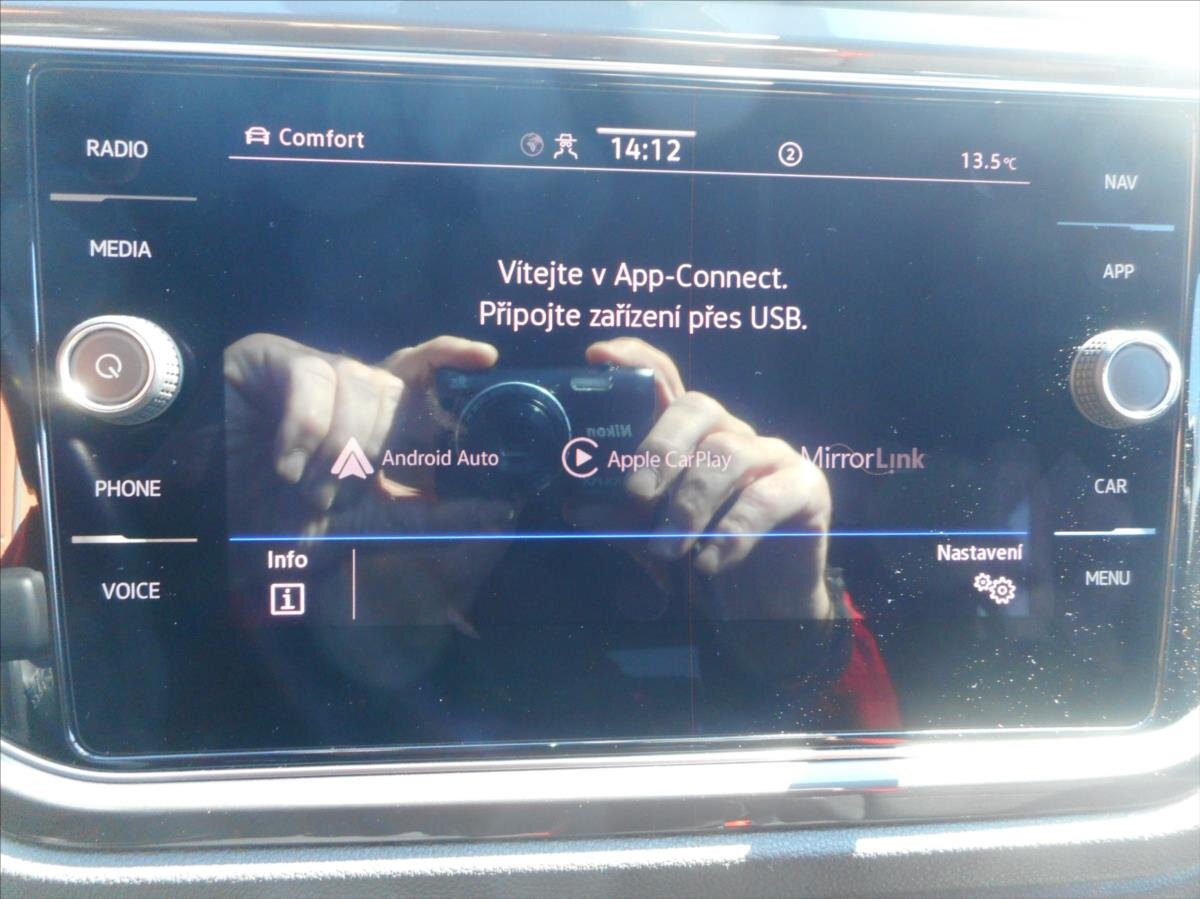 RADIO
MEDIA
PHONE
VOICE
Comfort
14:12
2
13.5°C
Vítejte v App-Connect.
Připojte zařízení přes USB.
Nikon
Android Auto
Apple CarPlay
MirrorLink
Info
Nastavení
NAV
APP
CAR
MENU